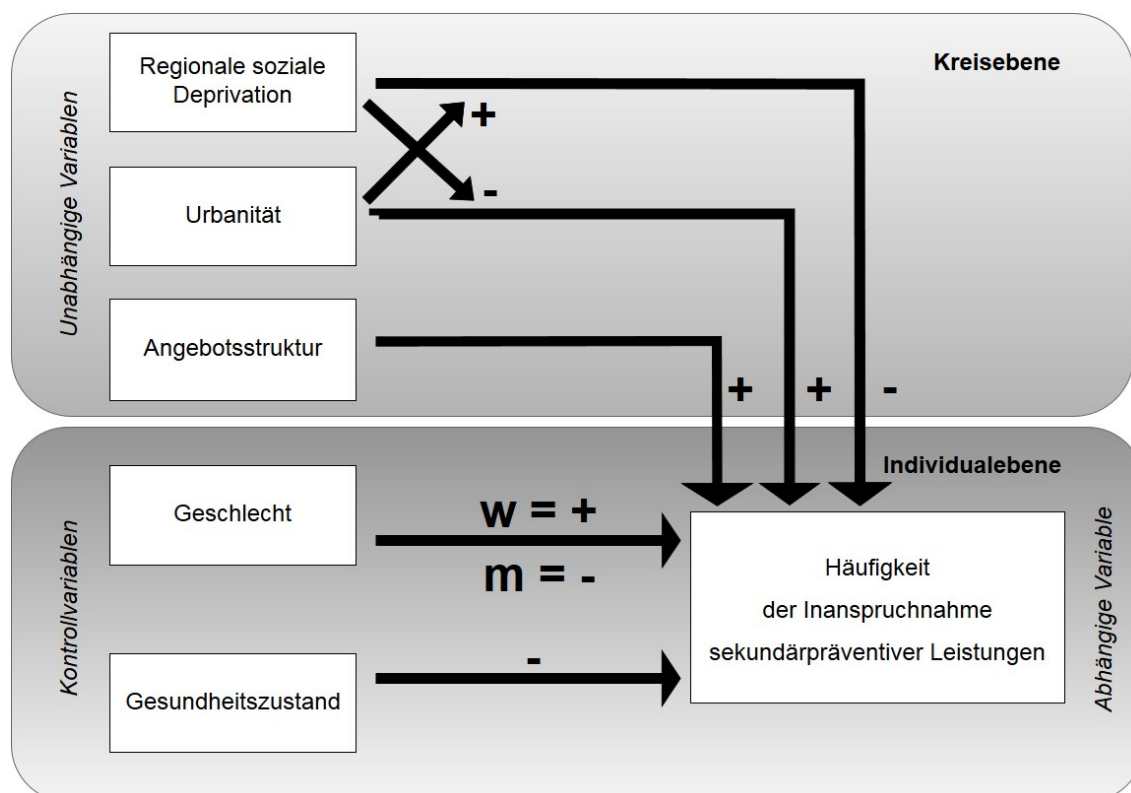 Kreisebene
Unabhängige Variablen
Regionale soziale
Deprivation
+
-
Urbanität
Angebotsstruktur
+
+
-
Individualebene
Kontrollvariablen
Geschlecht
w = +
m = -
Gesundheitszustand
-
Häufigkeit
der Inanspruchnahme
sekundärpräventiver Leistungen
Abhängige Variable